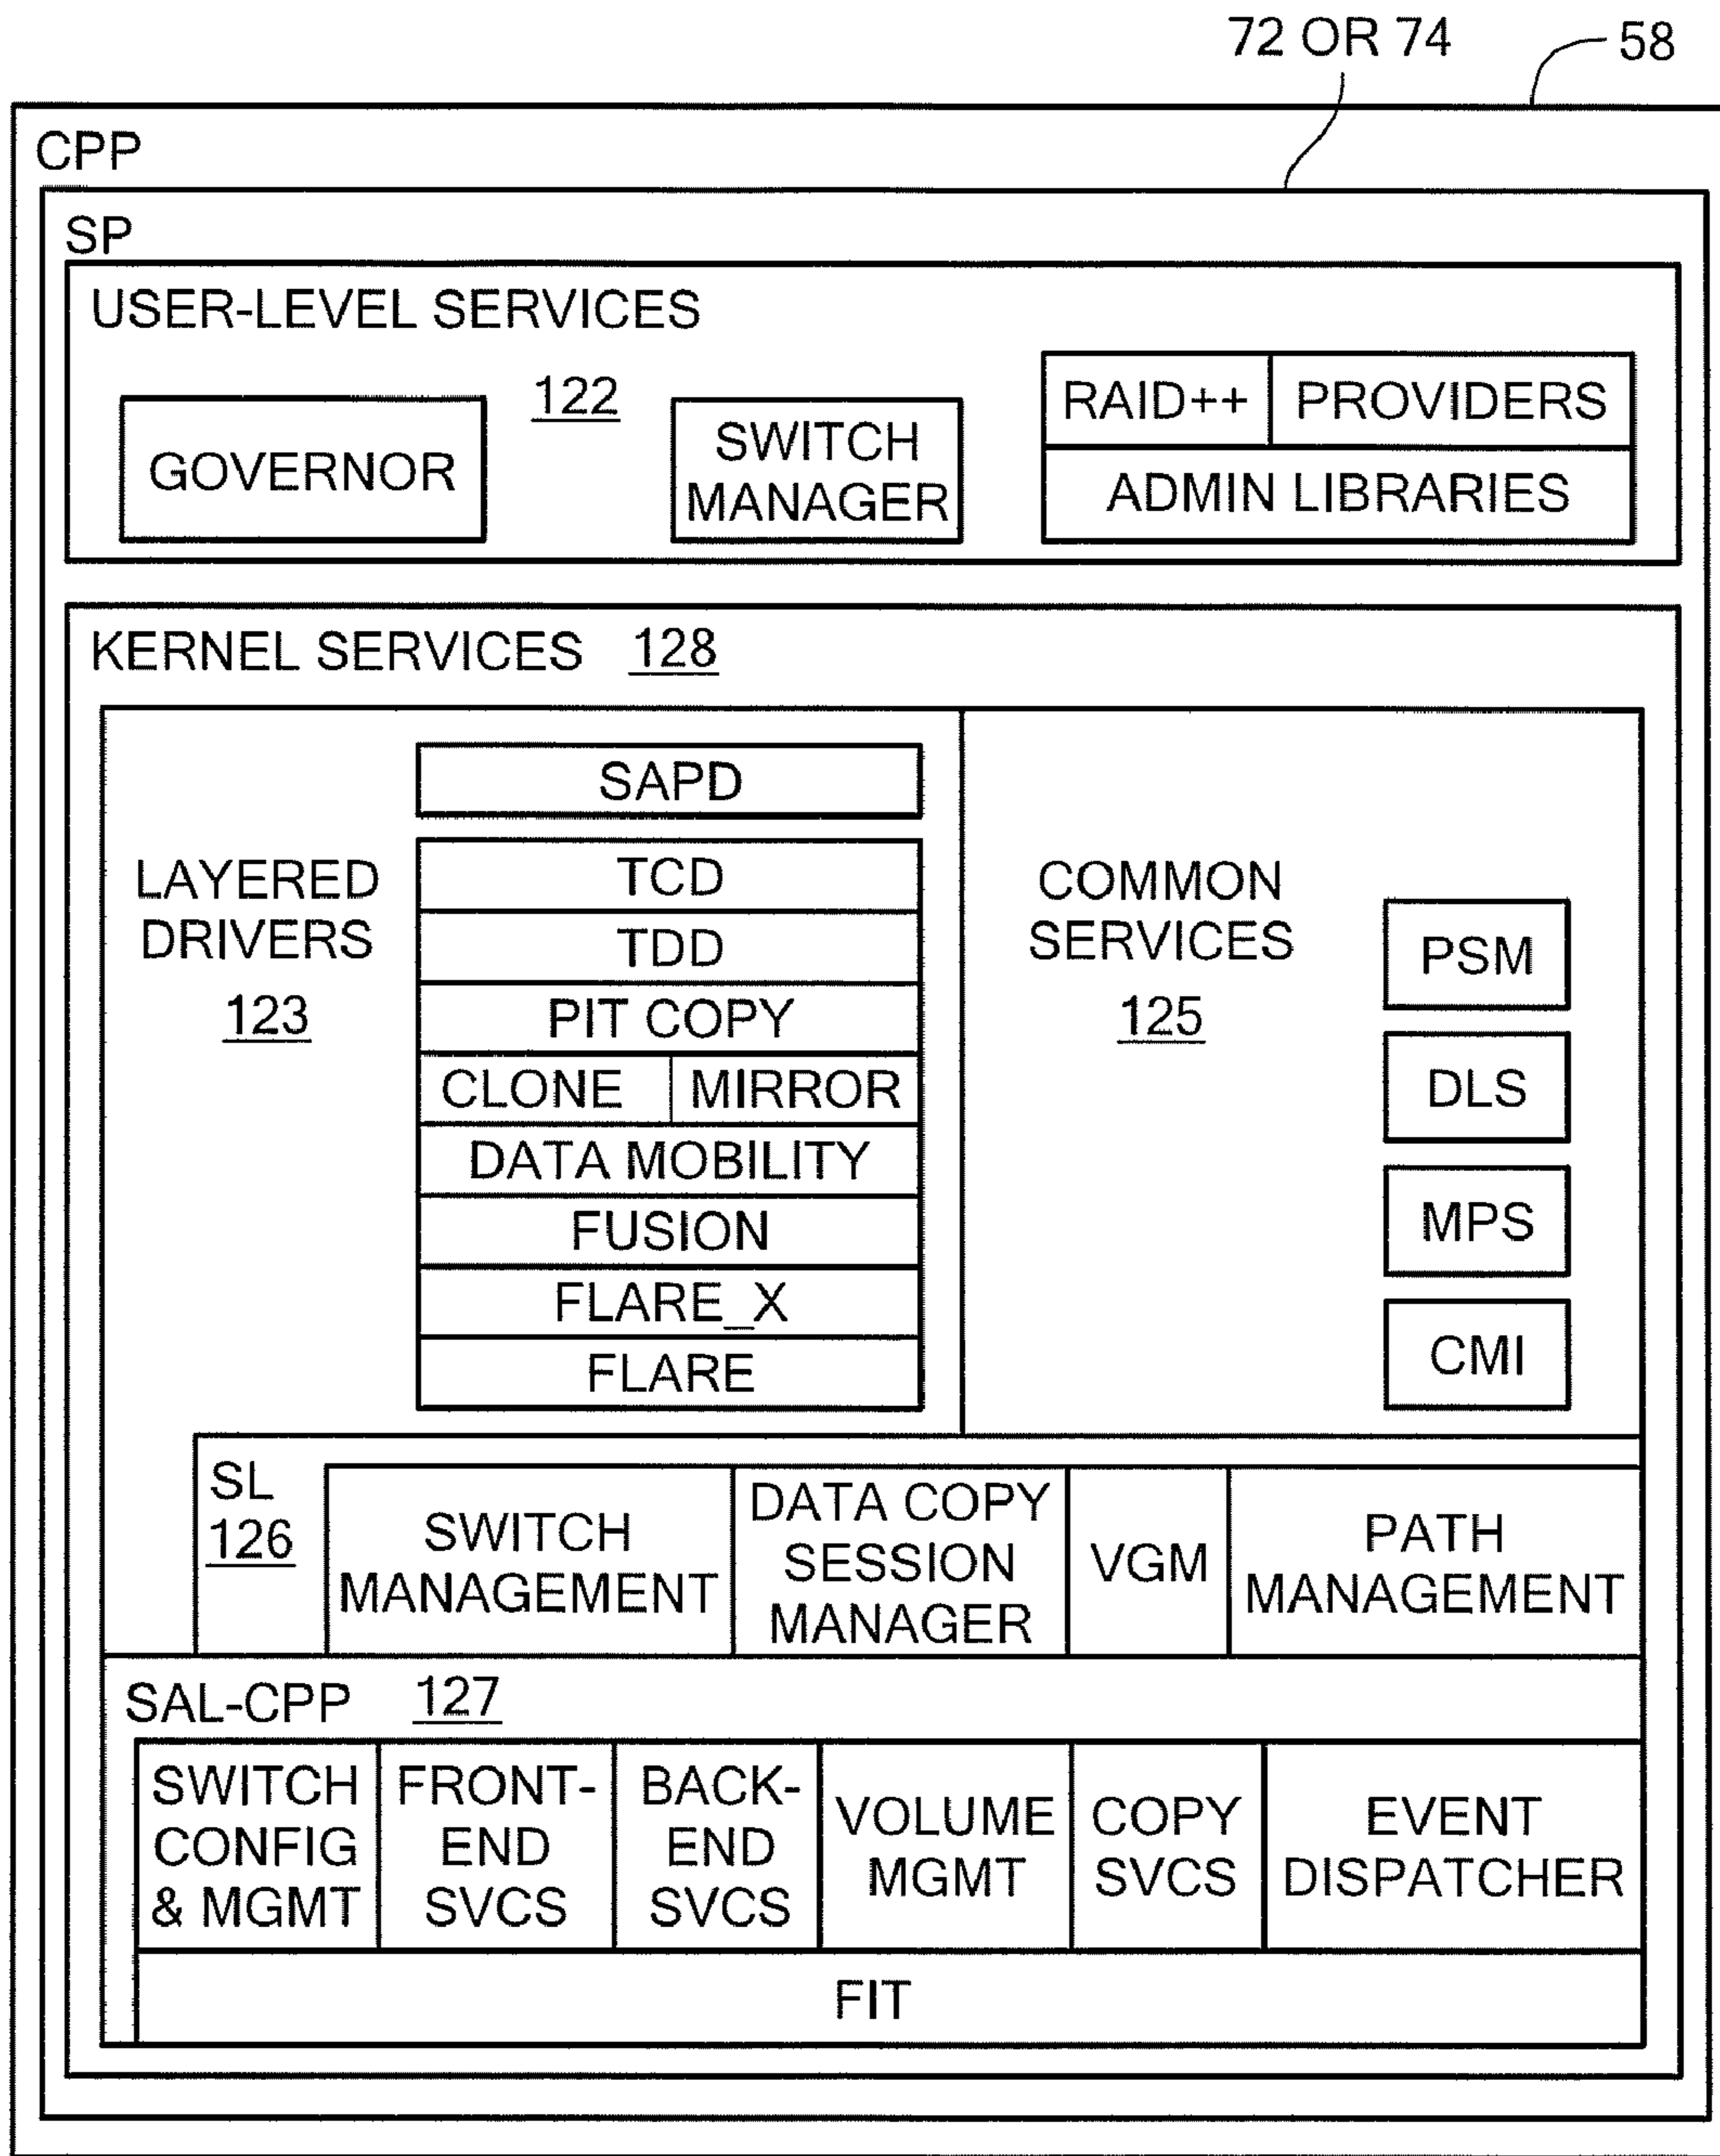 72 OR 74
58
CPP
SP
USER-LEVEL SERVICES
122
GOVERNOR
SWITCH
MANAGER
RAID++
PROVIDERS
ADMIN LIBRARIES
KERNEL SERVICES 128
LAYERED
DRIVERS
123
SAPD
TCD
TDD
PIT COPY
CLONE
MIRROR
DATA MOBILITY
FUSION
FLARE_X
FLARE
COMMON
SERVICES
125
PSM
DLS
MPS
CMI
SL
126
SWITCH
MANAGEMENT
DATA COPY
SESSION
MANAGER
VGM
PATH
MANAGEMENT
SAL-CPP 127
SWITCH
CONFIG
& MGMT
FRONT-
END
SVCS
BACK-
END
SVCS
VOLUME
MGMT
COPY
SVCS
EVENT
DISPATCHER
FIT